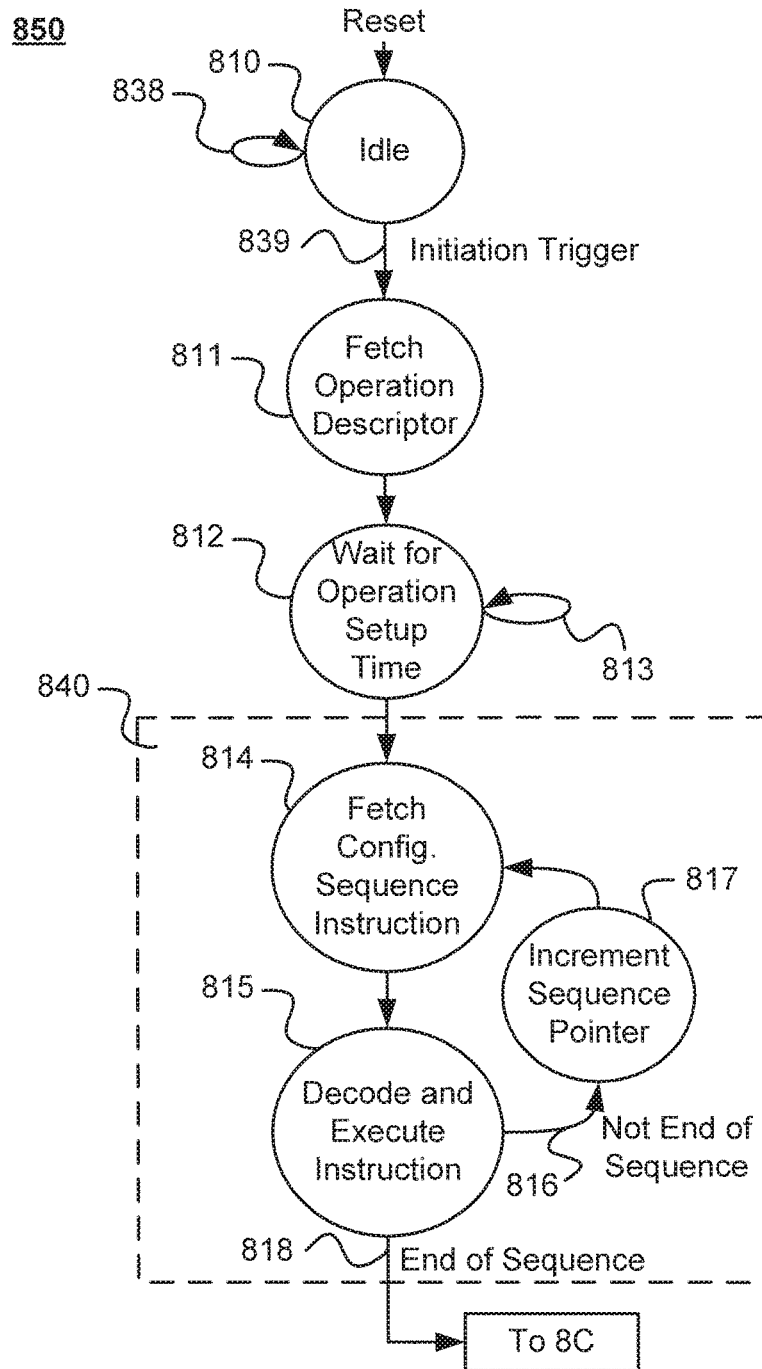 850
Reset
810
838
Idle
839
Initiation Trigger
811
Fetch
Operation
Descriptor
812
Wait for
Operation
Setup
Time
813
840
814
Fetch
Config.
Sequence
Instruction
817
Increment
Sequence
Pointer
815
Decode and
Execute
Instruction
816
Not End of
Sequence
818
End of Sequence
To 8C